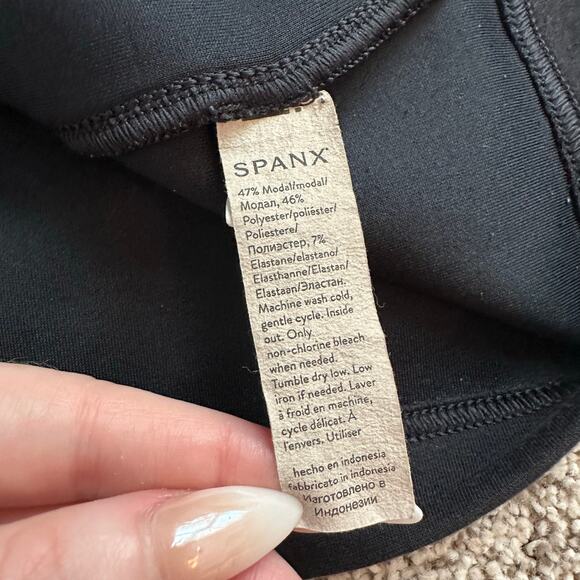 SPANX
47% Modal/modal/
Модал, 46%
Polyester/poliéster/
Poliestere/
Полиэстер, 7%
Elastane/elastano/
Elasthanne/Elastan/
Elastaan/Эластан.
Machine wash cold,
gentle cycle. Inside
out. Only
non-chlorine bleach
when needed.
Tumble dry low. Low
iron if needed. Laver
à froid en machine,
cycle délicat. À
l'envers. Utiliser
hecho en indonesia
fabbricato in indonesia
Изготовлено в
Индонезии